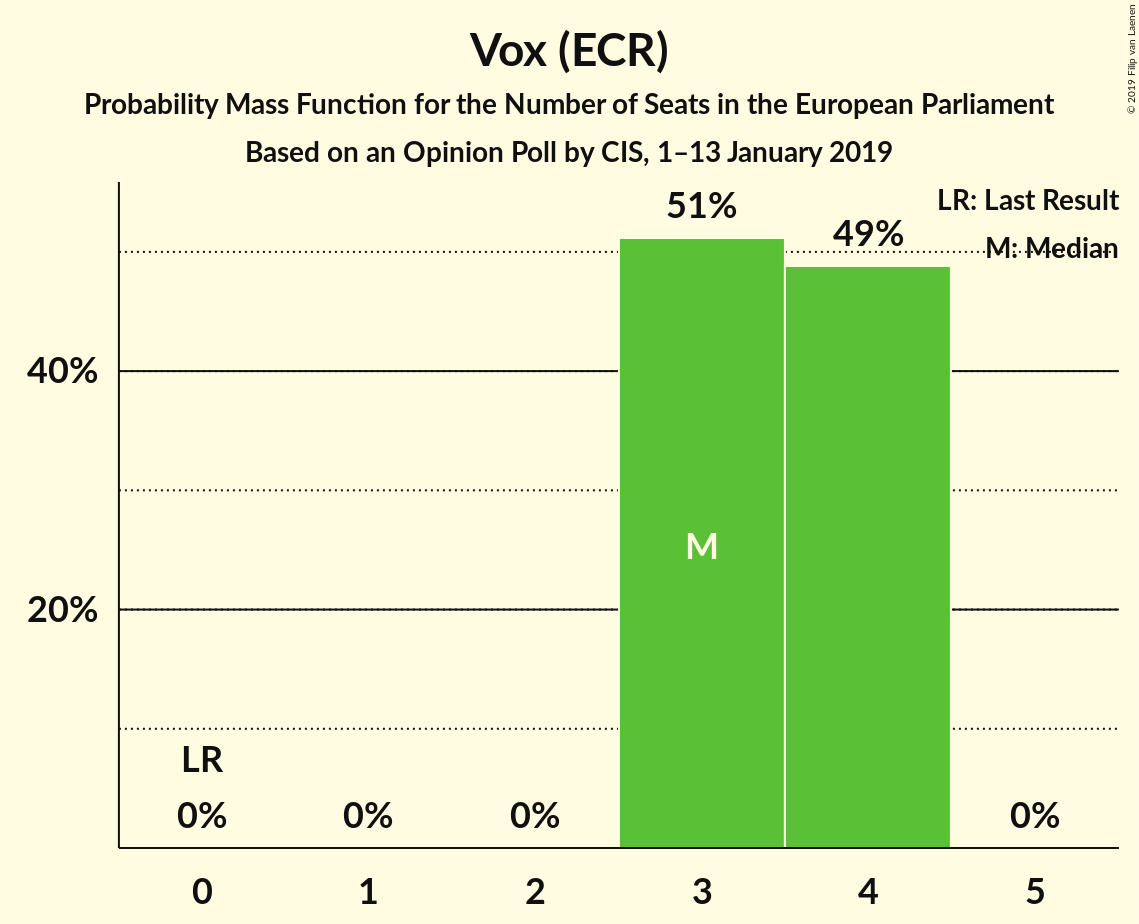 Vox (ECR)
Probability Mass Function for the Number of Seats in the European Parliament
Based on an Opinion Poll by CIS, 1–13 January 2019
© 2019 Filip van Laenen
LR: Last Result
M: Median
51%
49%
40%
20%
M
LR
0%
0%
0%
0%
0
1
2
3
4
5